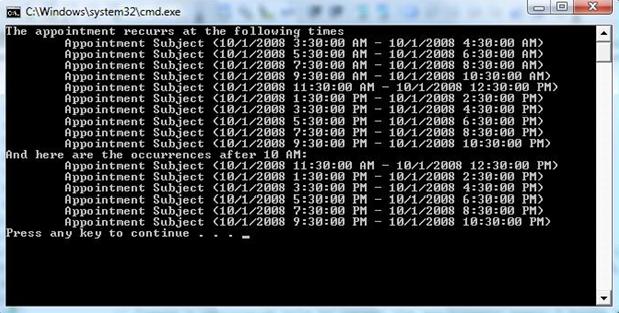 C:\Windows\system32\cmd.exe
The appointment recurrs at the following times
Appointment Subject (10/1/2008 3:30:00 AM - 10/1/2008 4:30:00 AM)
Appointment Subject (10/1/2008 5:30:00 AM - 10/1/2008 6:30:00 AM)
Appointment Subject (10/1/2008 7:30:00 AM - 10/1/2008 8:30:00 AM)
Appointment Subject (10/1/2008 9:30:00 AM - 10/1/2008 10:30:00 AM)
Appointment Subject (10/1/2008 11:30:00 AM - 10/1/2008 12:30:00 PM)
Appointment Subject (10/1/2008 1:30:00 PM - 10/1/2008 2:30:00 PM)
Appointment Subject (10/1/2008 3:30:00 PM - 10/1/2008 4:30:00 PM)
Appointment Subject (10/1/2008 5:30:00 PM - 10/1/2008 6:30:00 PM)
Appointment Subject (10/1/2008 7:30:00 PM - 10/1/2008 8:30:00 PM)
Appointment Subject (10/1/2008 9:30:00 PM - 10/1/2008 10:30:00 PM)
And here are the occurrences after 10 AM:
Appointment Subject (10/1/2008 11:30:00 AM - 10/1/2008 12:30:00 PM)
Appointment Subject (10/1/2008 1:30:00 PM - 10/1/2008 2:30:00 PM)
Appointment Subject (10/1/2008 3:30:00 PM - 10/1/2008 4:30:00 PM)
Appointment Subject (10/1/2008 5:30:00 PM - 10/1/2008 6:30:00 PM)
Appointment Subject (10/1/2008 7:30:00 PM - 10/1/2008 8:30:00 PM)
Appointment Subject (10/1/2008 9:30:00 PM - 10/1/2008 10:30:00 PM)
Press any key to continue . . . _